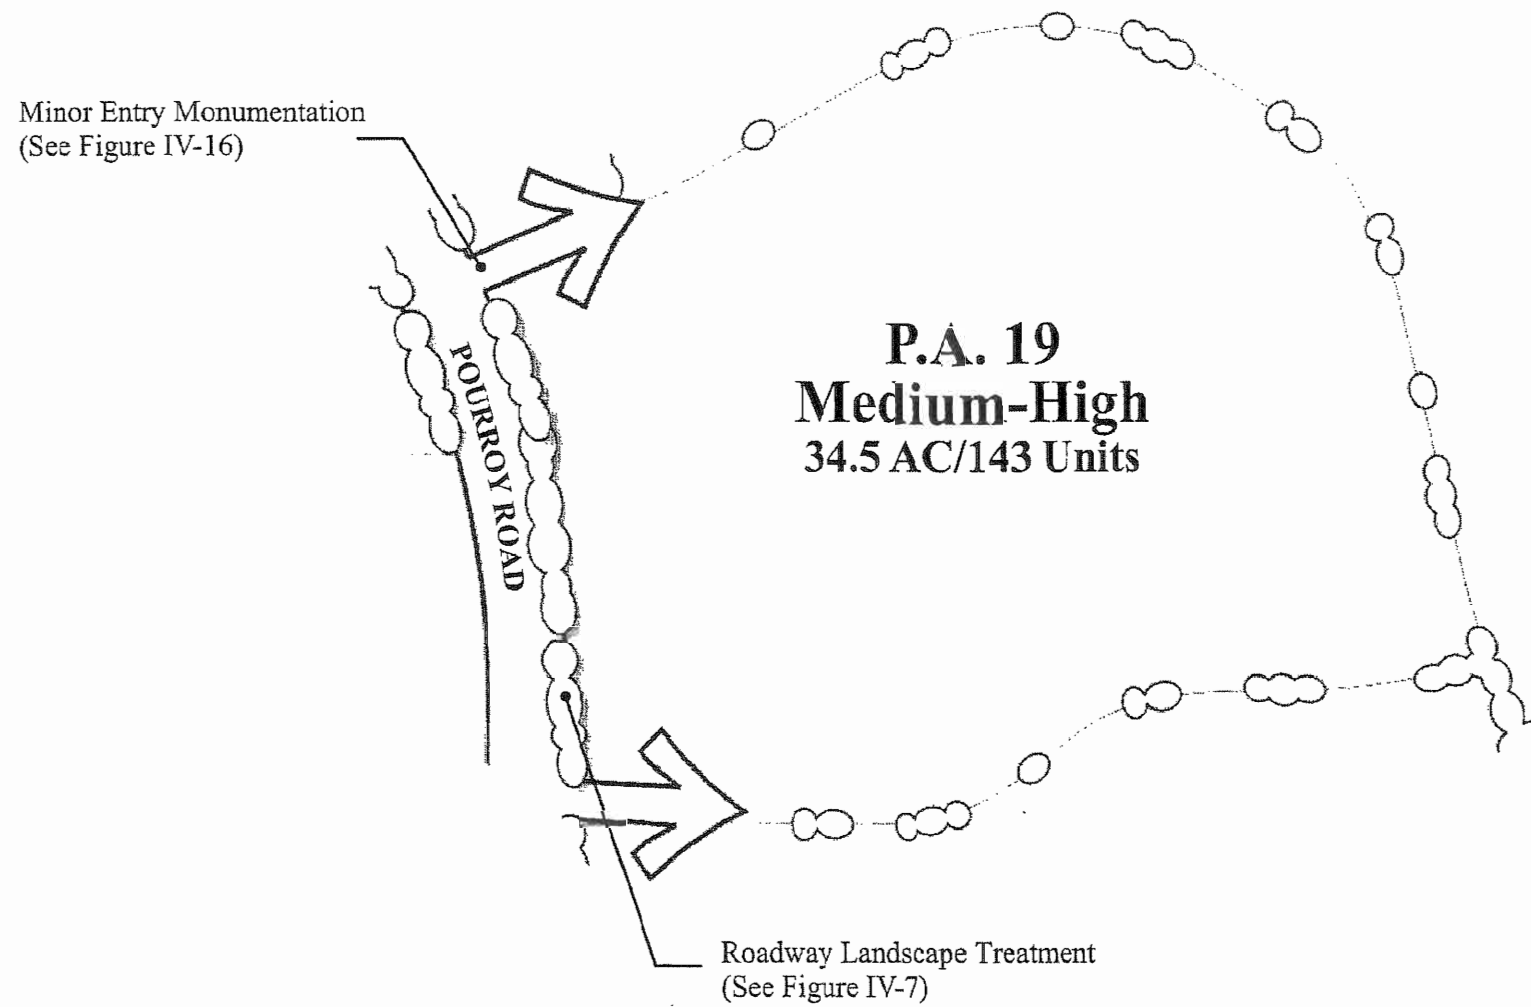 Minor Entry Monumentation
(See Figure IV-16)
P.A. 19
Medium-High
34.5 AC/143 Units
POURROY ROAD
Roadway Landscape Treatment
(See Figure IV-7)